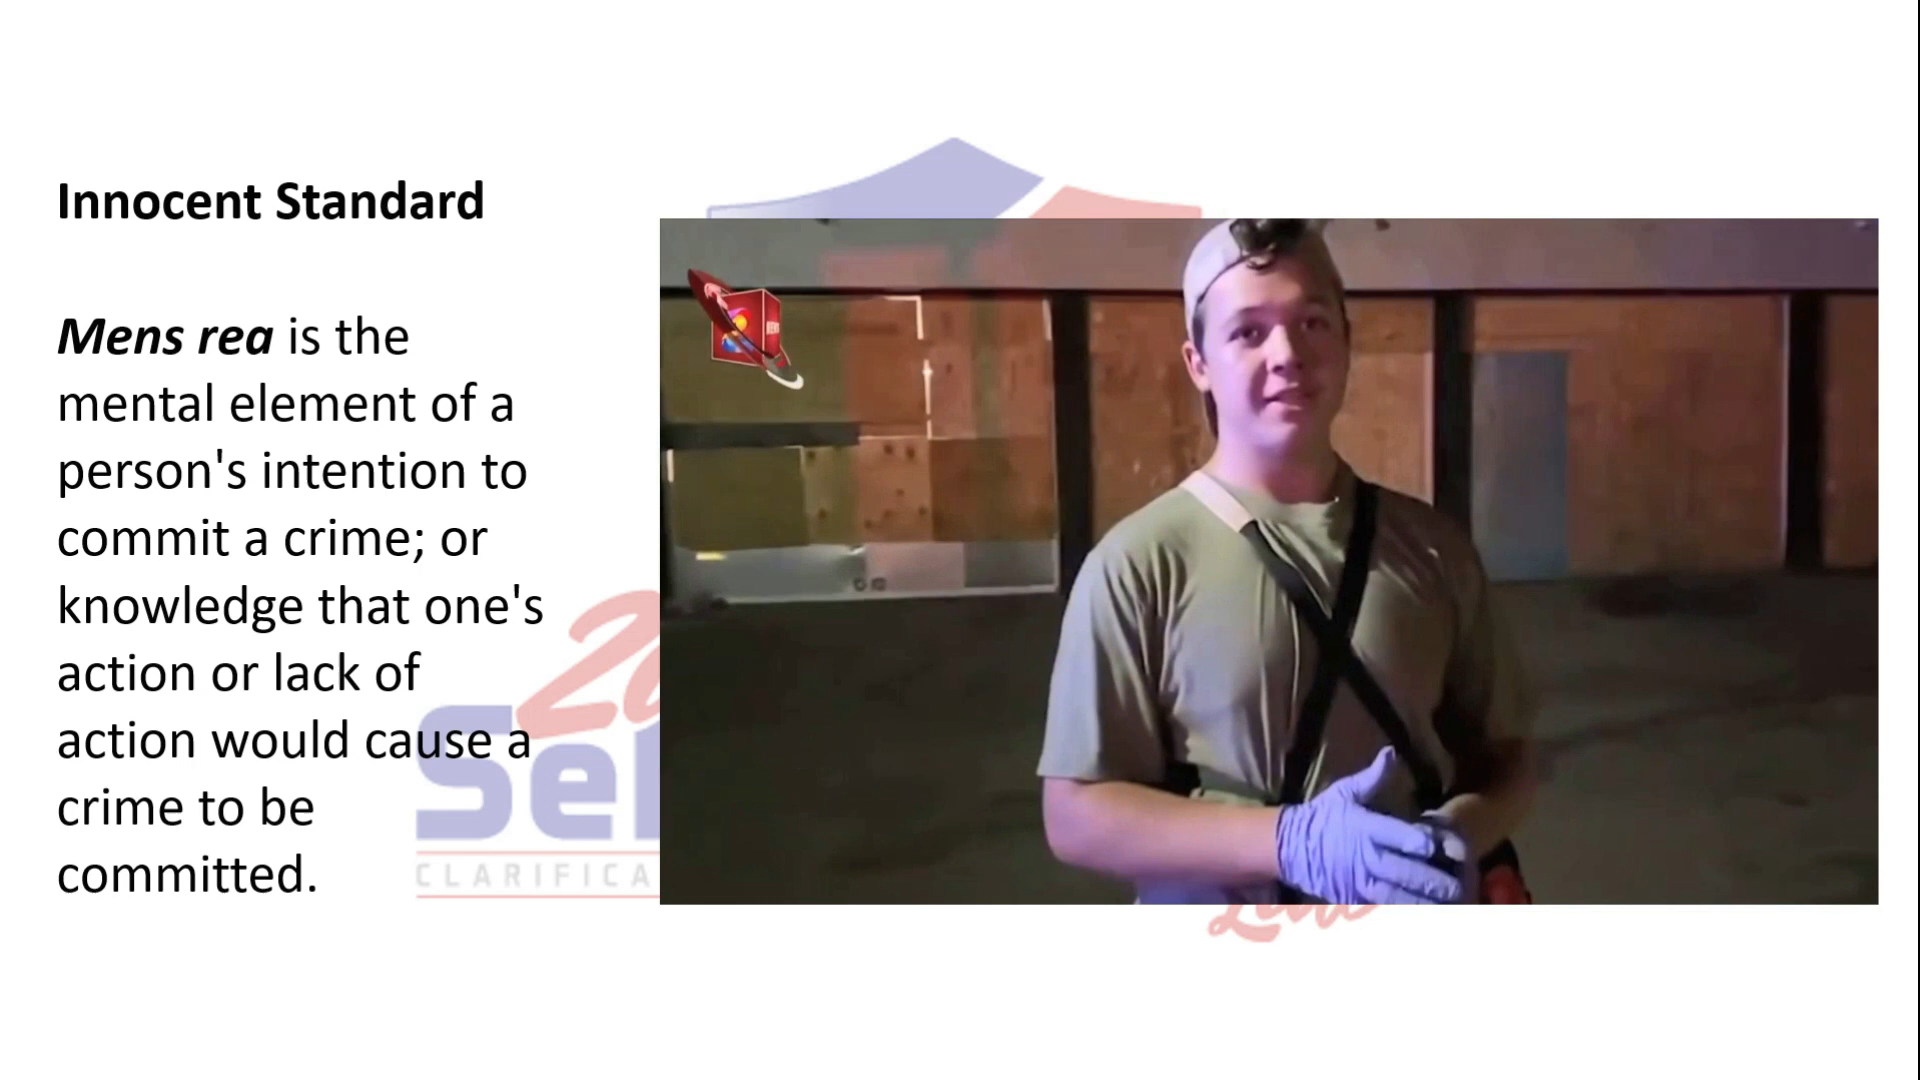 Innocent Standard
Mens rea is the
mental element of a
person's intention to
commit a crime; or
knowledge that one's
action or lack of
action would cause a
crime to be
committed.